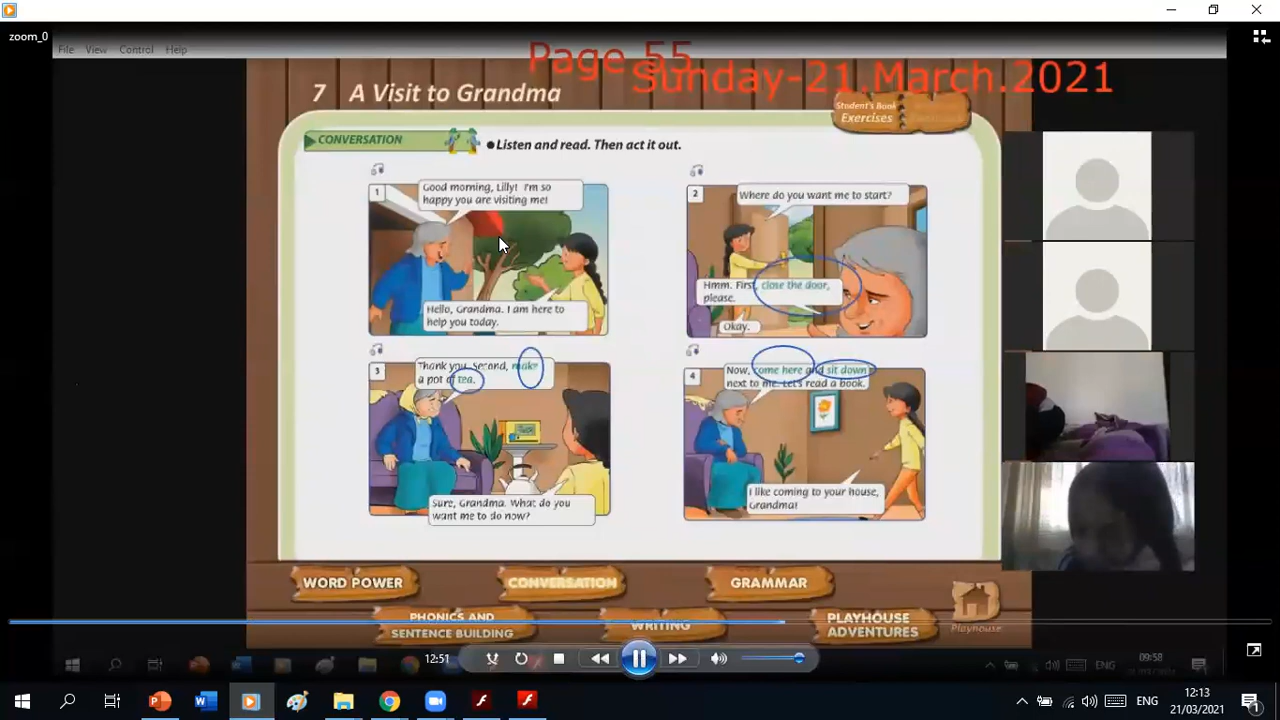 zoom_0
File View Control Help
Page 55
Sunday-21.March.2021
7 A Visit to Grandma
Student's Book
Exercises
CONVERSATION
●Listen and read. Then act it out.
1
Good morning, Lilly! I'm so
happy you are visiting me!
Hello, Grandma. I am here to
help you today.
2
Where do you want me to start?
Hmm. First, close the door,
please.
Okay.
3
Thank you. Second, make
a pot of tea.
Sure, Grandma. What do you
want me to do now?
4
Now, come here and sit down
next to me. Let's read a book.
I like coming to your house,
Grandma!
WORD POWER
CONVERSATION
GRAMMAR
PHONICS AND
SENTENCE BUILDING
WRITING
PLAYHOUSE
ADVENTURES
Playhouse
12:51
ENG
09:58
ENG
12:13
21/03/2021